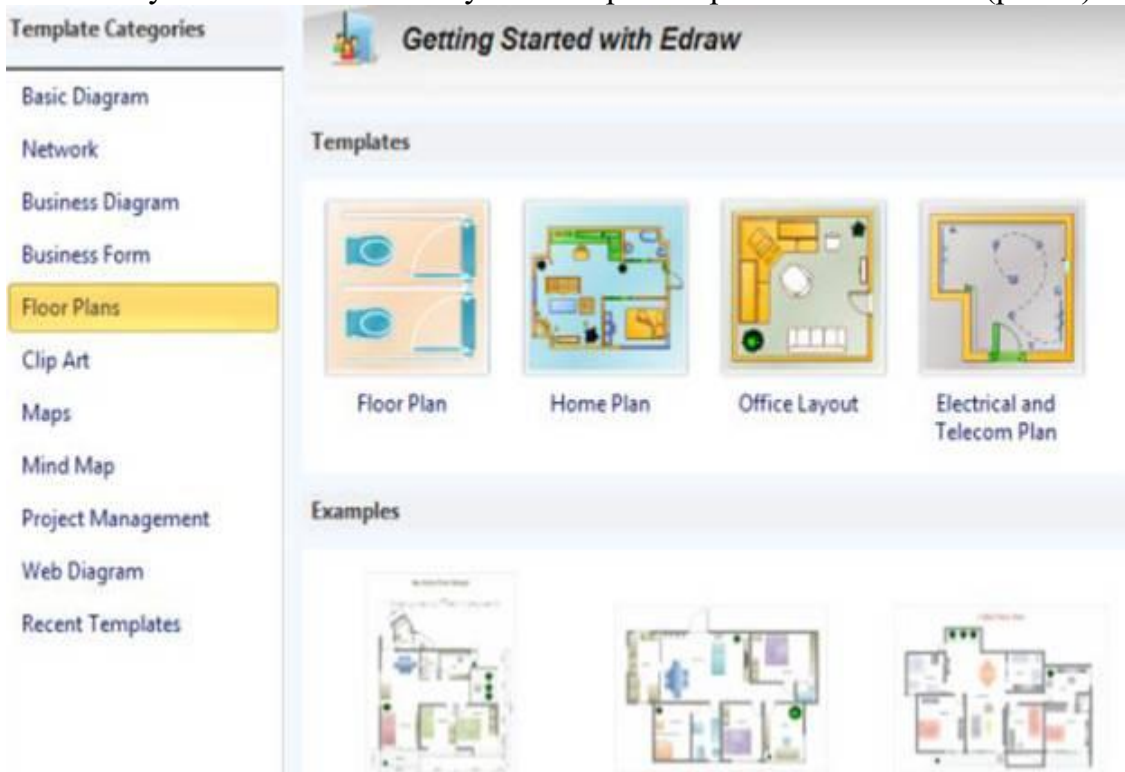 Template Categories
Getting Started with Edraw
Basic Diagram
Network
Business Diagram
Business Form
Floor Plans
Clip Art
Maps
Mind Map
Project Management
Web Diagram
Recent Templates
Templates
Floor Plan
Home Plan
Office Layout
Electrical and
Telecom Plan
Examples